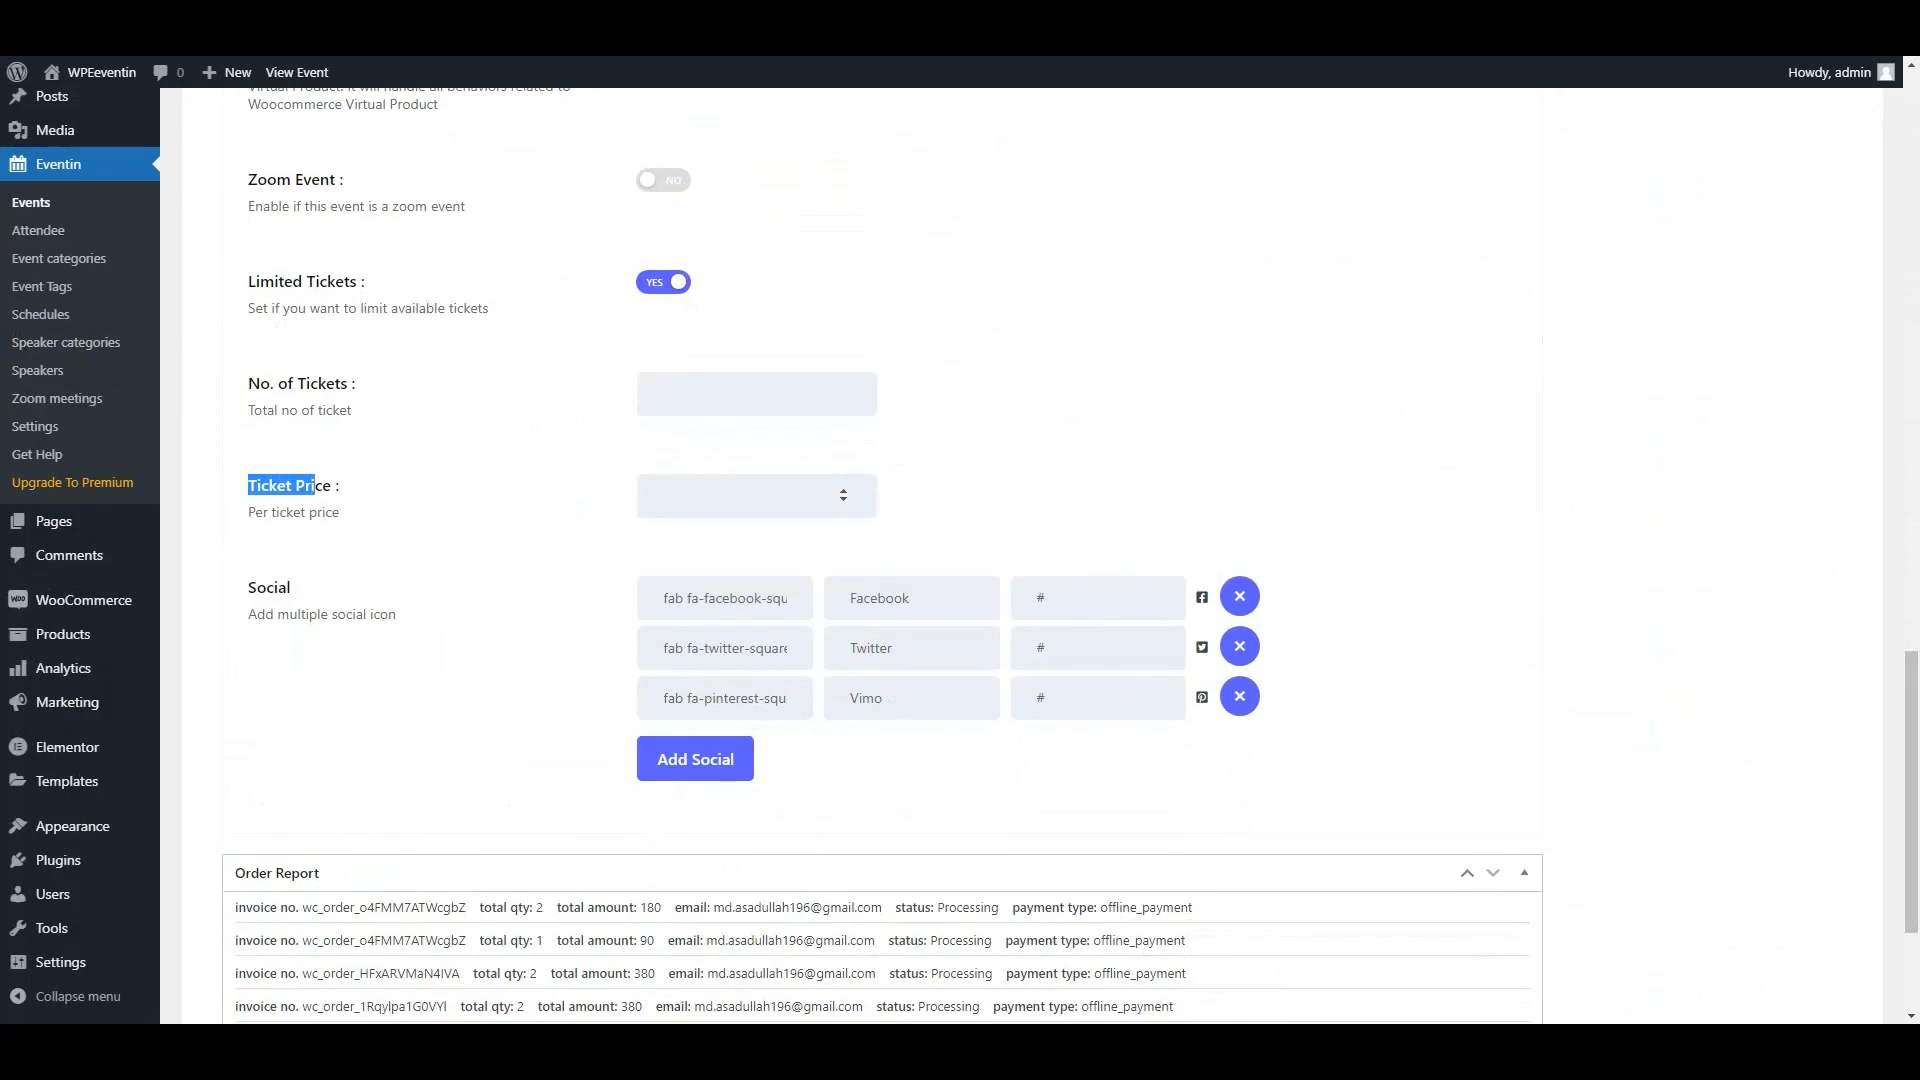 WPEeventin 0 New View Event Howdy, admin
Posts
Media
Eventin
Events
Attendee
Event categories
Event Tags
Schedules
Speaker categories
Speakers
Zoom meetings
Settings
Get Help
Upgrade To Premium
Pages
Comments
WooCommerce
Products
Analytics
Marketing
Elementor
Templates
Appearance
Plugins
Users
Tools
Settings
Collapse menu
Virtual Product. It will handle all behaviors related to
Woocommerce Virtual Product
Zoom Event : NO
Enable if this event is a zoom event
Limited Tickets : YES
Set if you want to limit available tickets
No. of Tickets :
Total no of ticket
Ticket Price :
Per ticket price
Social
Add multiple social icon
fab fa-facebook-squ Facebook #
fab fa-twitter-square Twitter #
fab fa-pinterest-squ Vimo #
Add Social
Order Report
invoice no. wc_order_o4FMM7ATWcgbZ total qty: 2 total amount: 180 email: md.asadullah196@gmail.com status: Processing payment type: offline_payment
invoice no. wc_order_o4FMM7ATWcgbZ total qty: 1 total amount: 90 email: md.asadullah196@gmail.com status: Processing payment type: offline_payment
invoice no. wc_order_HFxARVMaN4IVA total qty: 2 total amount: 380 email: md.asadullah196@gmail.com status: Processing payment type: offline_payment
invoice no. wc_order_1Rqylpa1G0VYl total qty: 2 total amount: 380 email: md.asadullah196@gmail.com status: Processing payment type: offline_payment